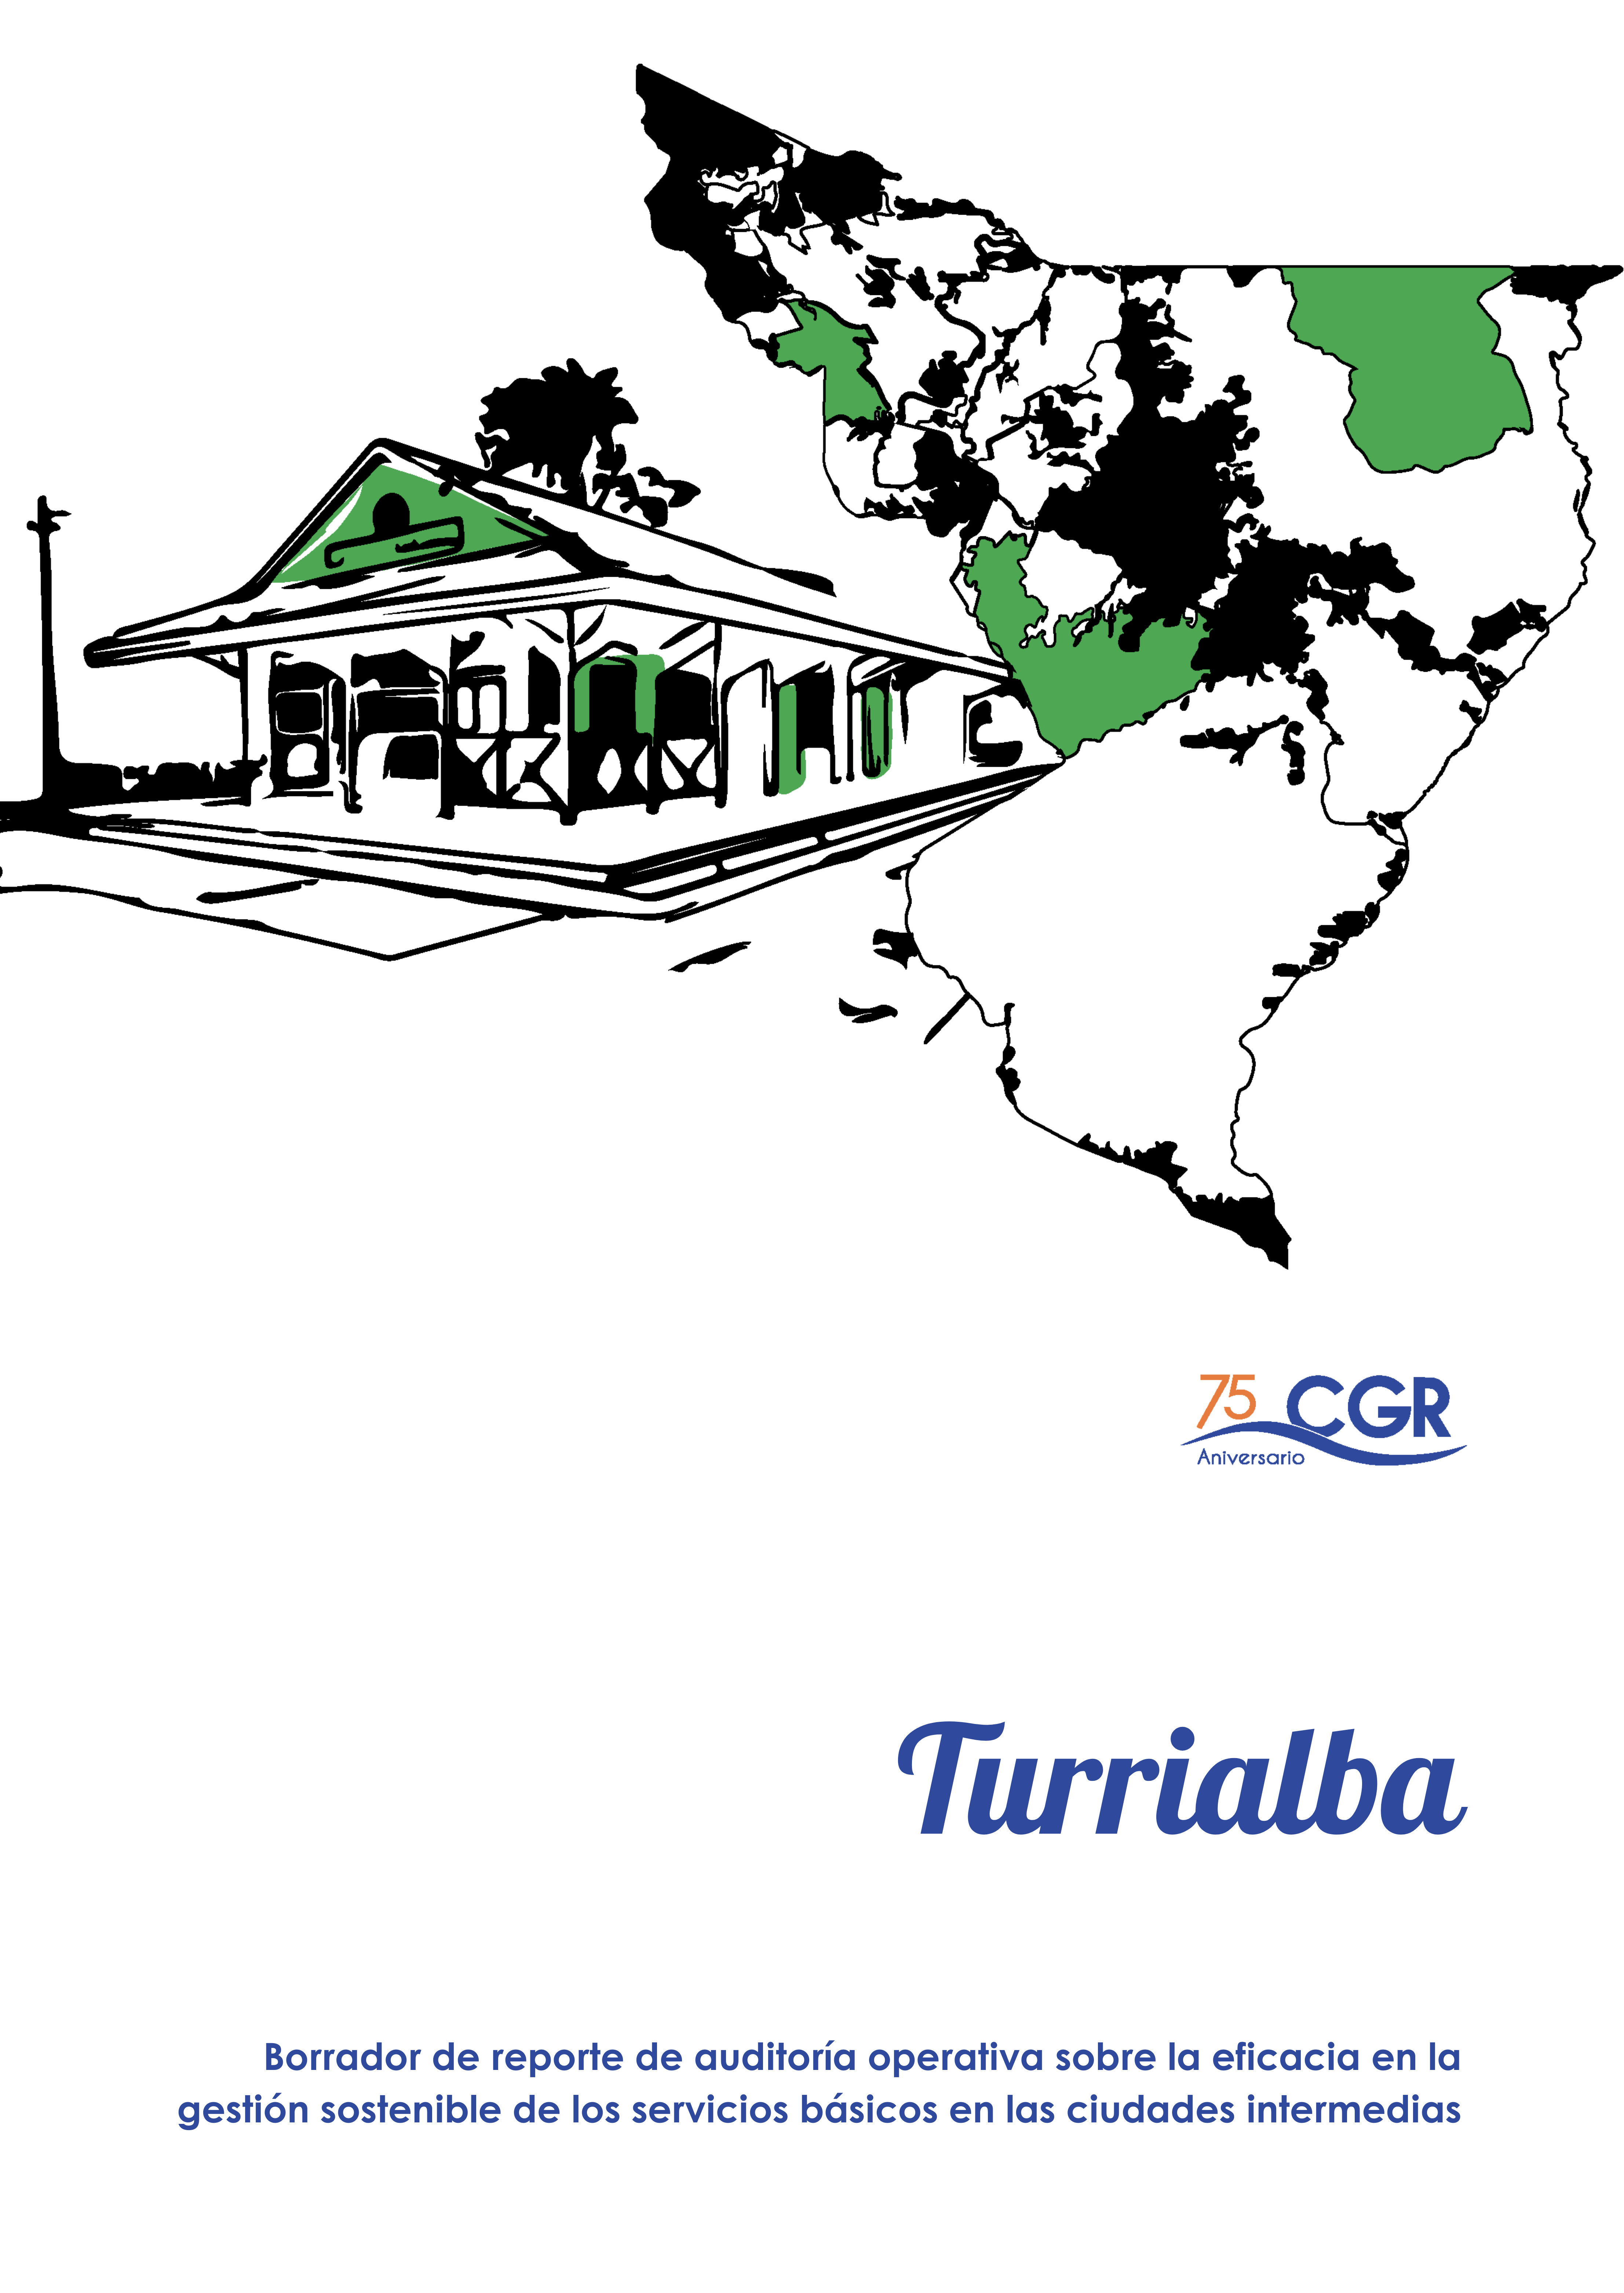 75 CGR
Aniversario
Turrialba
Borrador de reporte de auditoría operativa sobre la eficacia en la
gestión sostenible de los servicios básicos en las ciudades intermedias